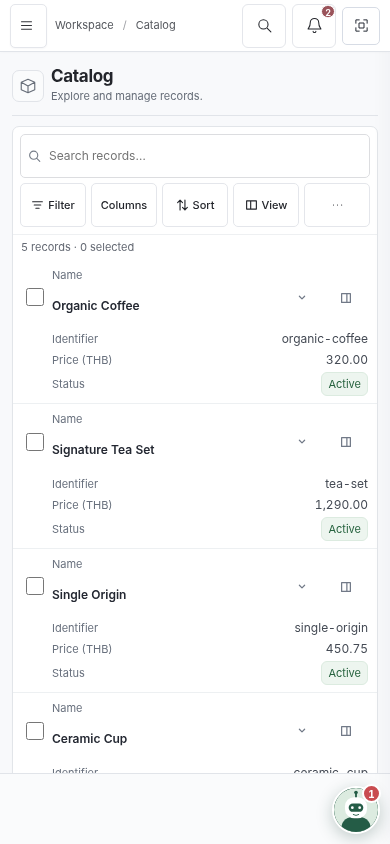 Workspace / Catalog
2
Catalog
Explore and manage records.
Search records...
Filter Columns Sort View ...
5 records · 0 selected
Name
Organic Coffee
Identifier organic-coffee
Price (THB) 320.00
Status Active
Name
Signature Tea Set
Identifier tea-set
Price (THB) 1,290.00
Status Active
Name
Single Origin
Identifier single-origin
Price (THB) 450.75
Status Active
Name
Ceramic Cup
Identifier ceramic-cup
1